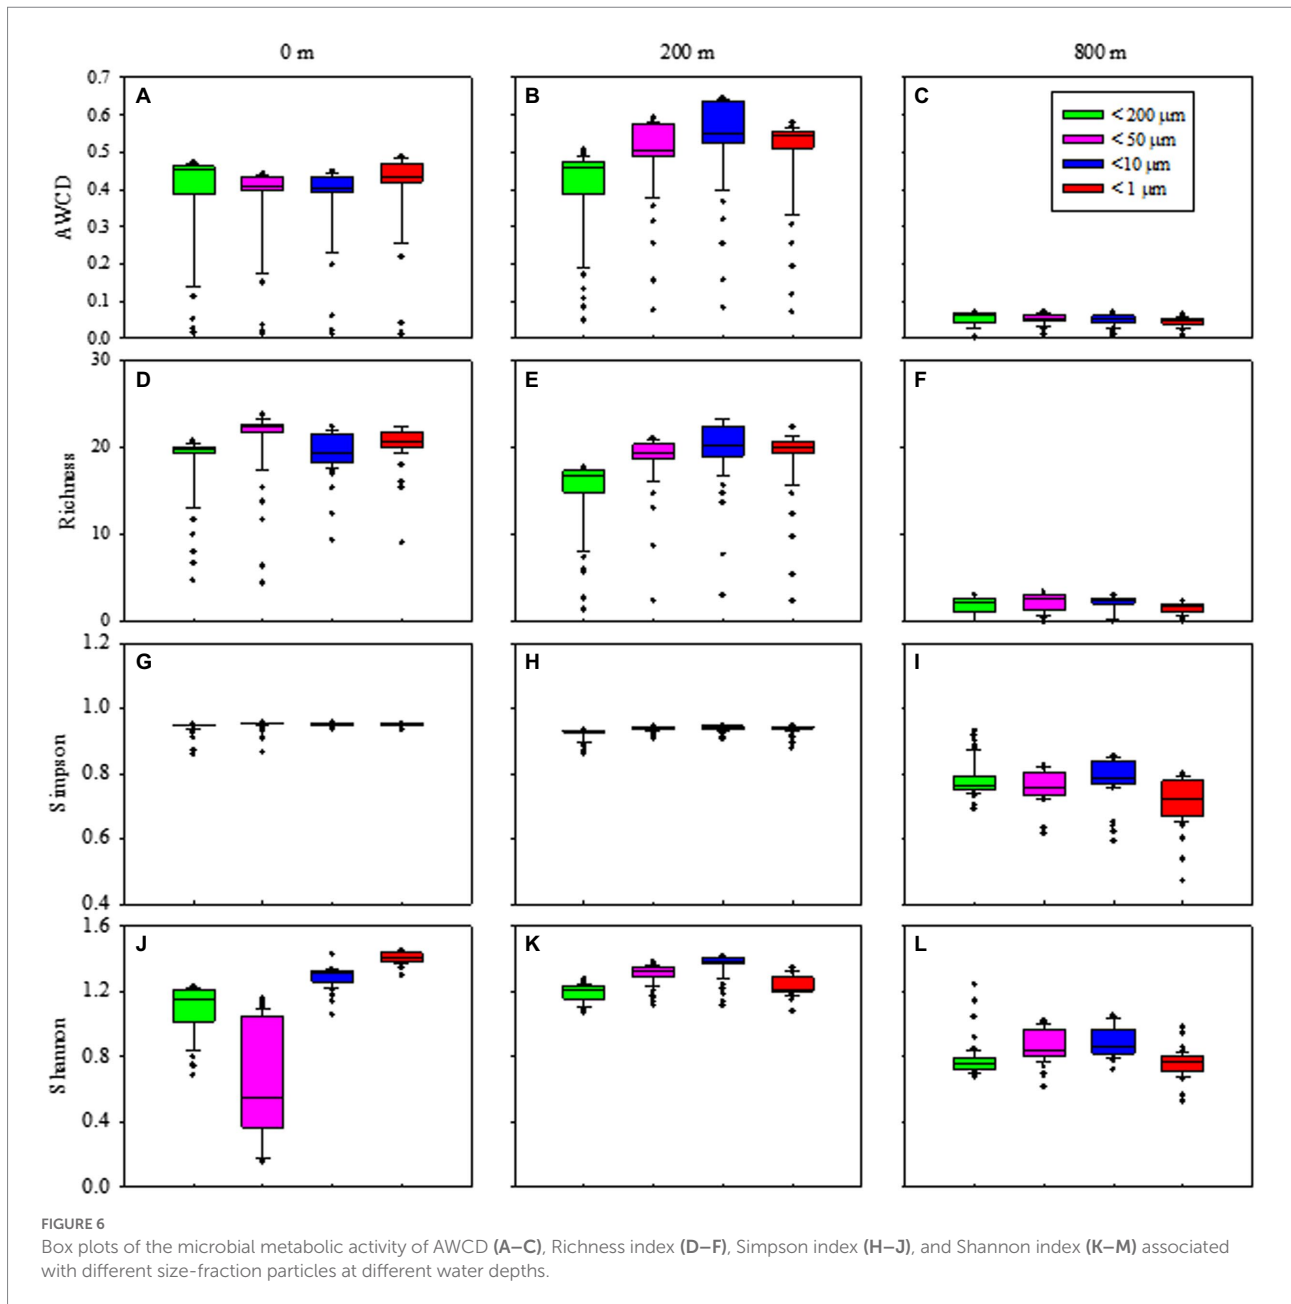 0 m 200 m 800 m
A B C
0.7
0.6
0.5
0.4
0.3
0.2
0.1
0.0
AWCD
< 200 µm
< 50 µm
<10 µm
< 1 µm
D E F
30
20
10
0
Richness
G H I
1.2
1.0
0.8
0.6
0.4
Simpson
J K L
1.6
1.2
0.8
0.4
0.0
Shannon
FIGURE 6
Box plots of the microbial metabolic activity of AWCD (A–C), Richness index (D–F), Simpson index (H–J), and Shannon index (K–M) associated
with different size-fraction particles at different water depths.